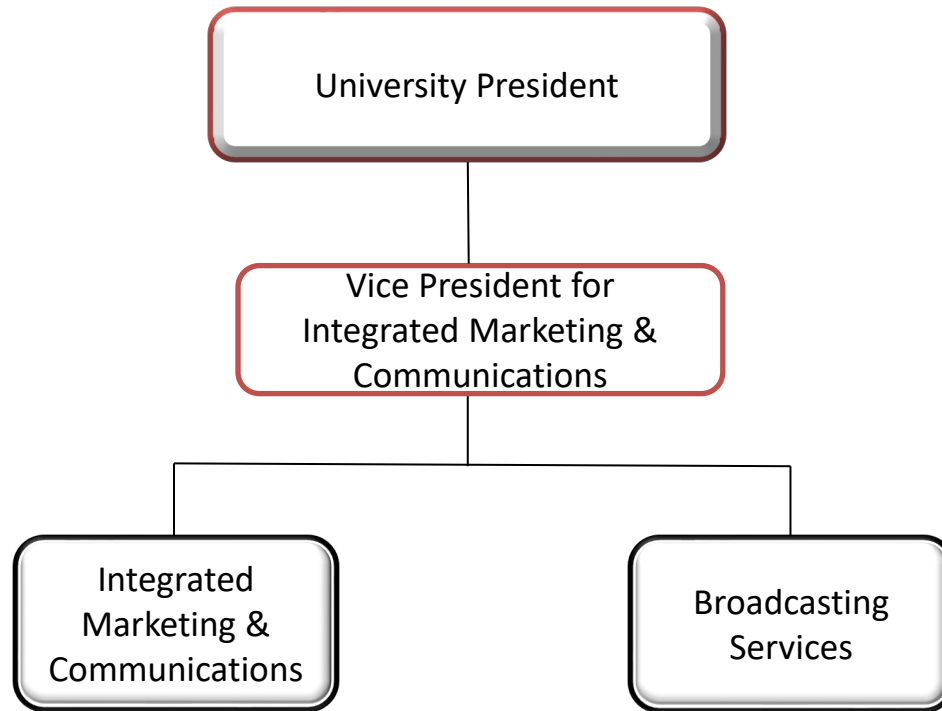 University President
Vice President for
Integrated Marketing &
Communications
Integrated
Marketing &
Communications
Broadcasting
Services